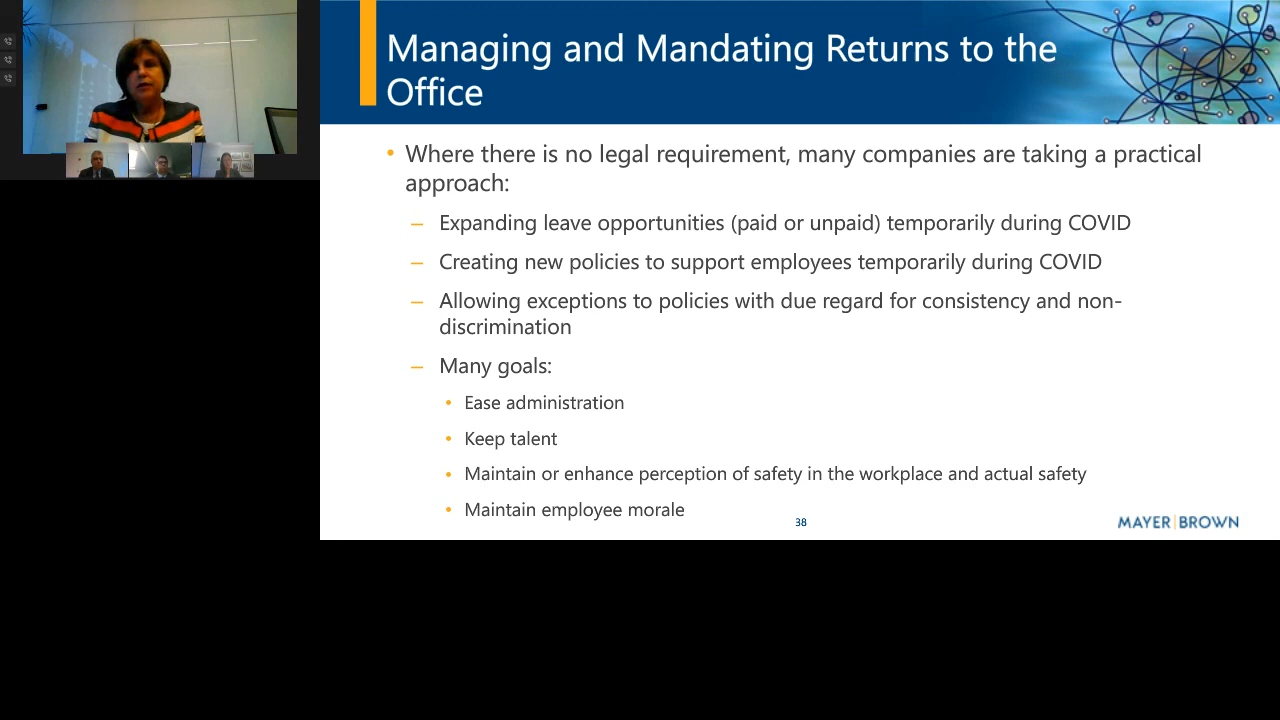 Managing and Mandating Returns to the
Office
• Where there is no legal requirement, many companies are taking a practical
approach:
– Expanding leave opportunities (paid or unpaid) temporarily during COVID
– Creating new policies to support employees temporarily during COVID
– Allowing exceptions to policies with due regard for consistency and non-
discrimination
– Many goals:
• Ease administration
• Keep talent
• Maintain or enhance perception of safety in the workplace and actual safety
• Maintain employee morale
38
MAYER|BROWN